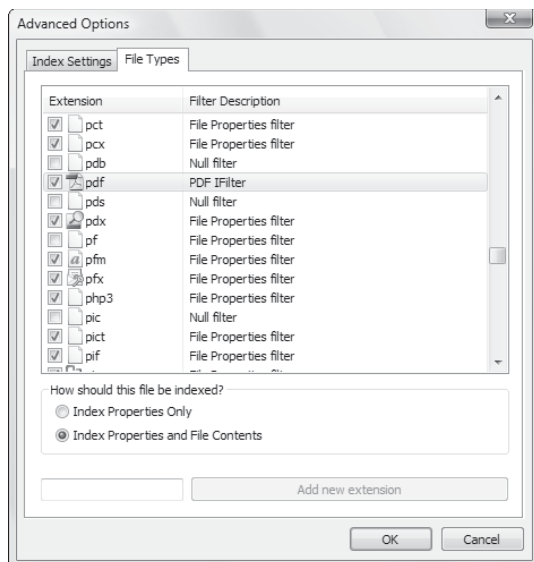 Advanced Options
Index Settings File Types
Extension Filter Description
pct File Properties filter
pcx File Properties filter
pdb Null filter
pdf PDF IFilter
pds Null filter
pdx File Properties filter
pf File Properties filter
pfm File Properties filter
pfx File Properties filter
php3 File Properties filter
pic Null filter
pict File Properties filter
pif File Properties filter
How should this file be indexed?
Index Properties Only
Index Properties and File Contents
Add new extension
OK Cancel